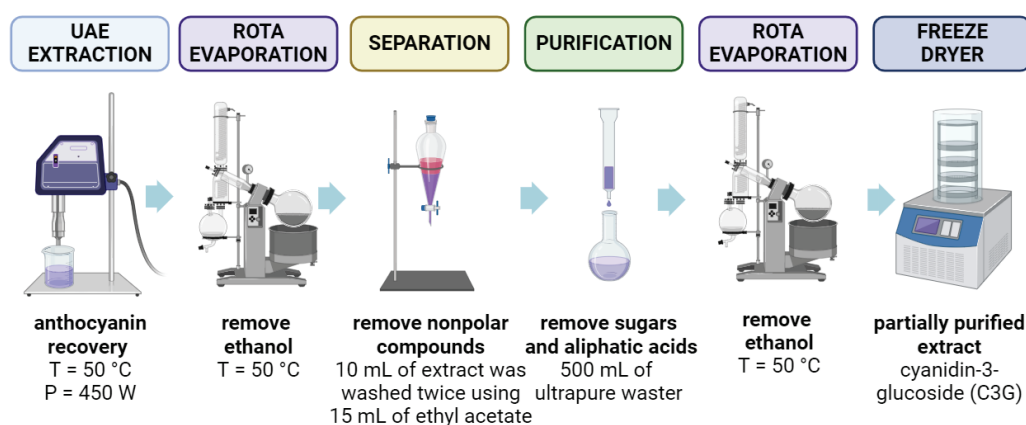 UAE
EXTRACTION
ROTA
EVAPORATION
SEPARATION
PURIFICATION
ROTA
EVAPORATION
FREEZE
DRYER
anthocyanin
recovery
T = 50 °C
P = 450 W
remove
ethanol
T = 50 °C
remove nonpolar
compounds
10 mL of extract was
washed twice using
15 mL of ethyl acetate
remove sugars
and aliphatic acids
500 mL of
ultrapure waster
remove
ethanol
T = 50 °C
partially purified
extract
cyanidin-3-
glucoside (C3G)